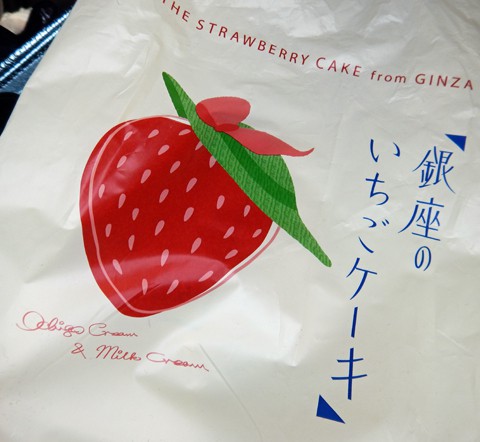 THE STRAWBERRY CAKE from GINZA
銀座の
いちごケーキ
Ichigo Cream
& Milk Cream